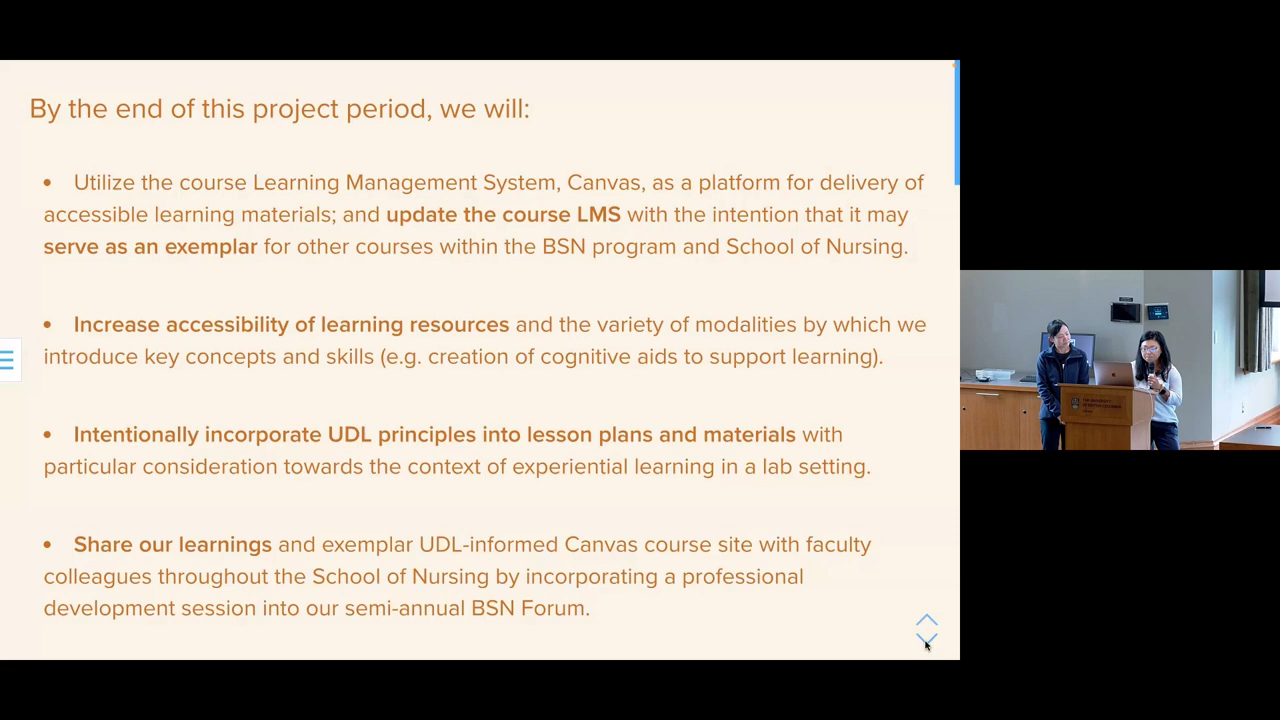 By the end of this project period, we will:
• Utilize the course Learning Management System, Canvas, as a platform for delivery of
accessible learning materials; and update the course LMS with the intention that it may
serve as an exemplar for other courses within the BSN program and School of Nursing.
• Increase accessibility of learning resources and the variety of modalities by which we
introduce key concepts and skills (e.g. creation of cognitive aids to support learning).
• Intentionally incorporate UDL principles into lesson plans and materials with
particular consideration towards the context of experiential learning in a lab setting.
• Share our learnings and exemplar UDL-informed Canvas course site with faculty
colleagues throughout the School of Nursing by incorporating a professional
development session into our semi-annual BSN Forum.
THE UNIVERSITY
OF BRITISH COLUMBIA